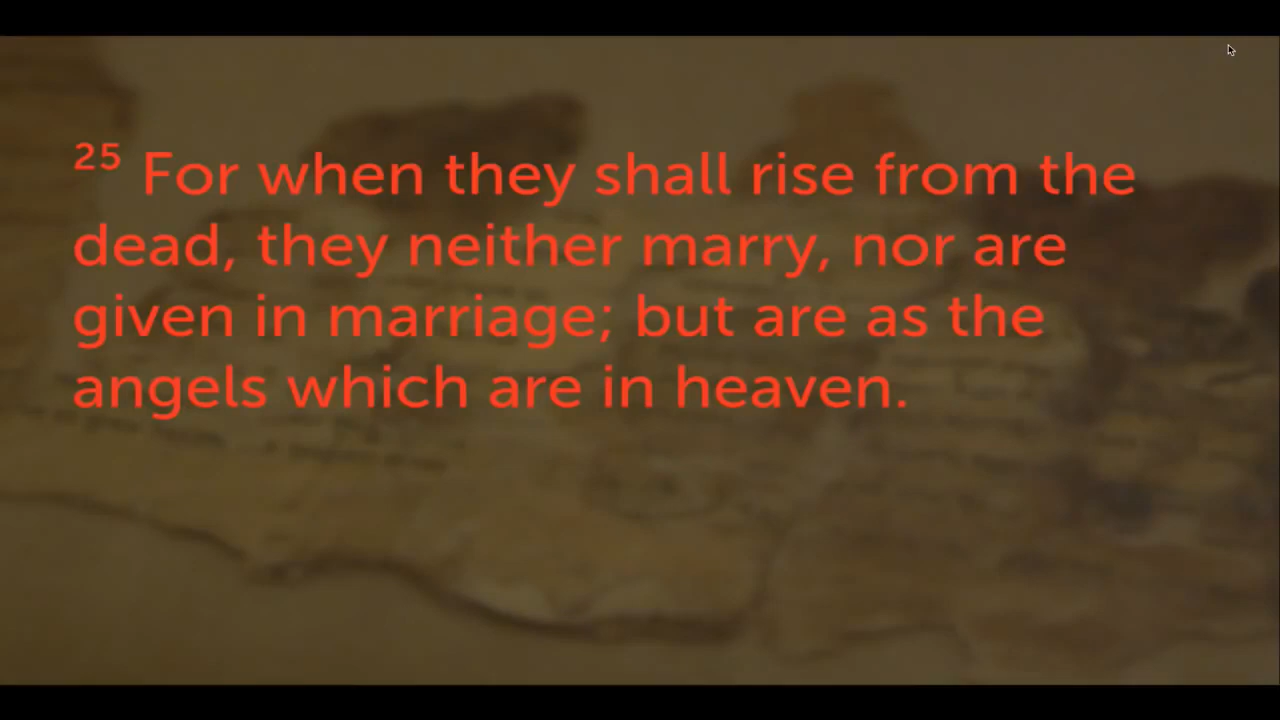 25 For when they shall rise from the
dead, they neither marry, nor are
given in marriage; but are as the
angels which are in heaven.